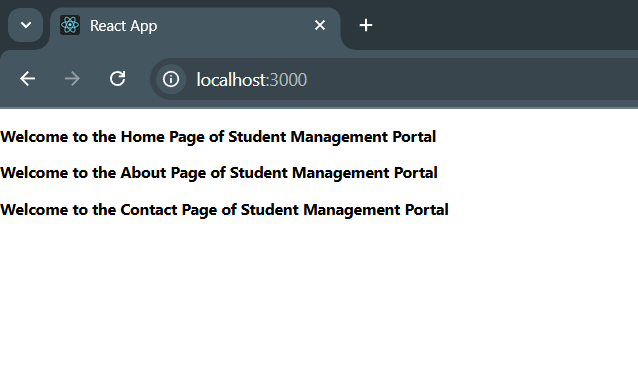 React App
localhost:3000
Welcome to the Home Page of Student Management Portal
Welcome to the About Page of Student Management Portal
Welcome to the Contact Page of Student Management Portal